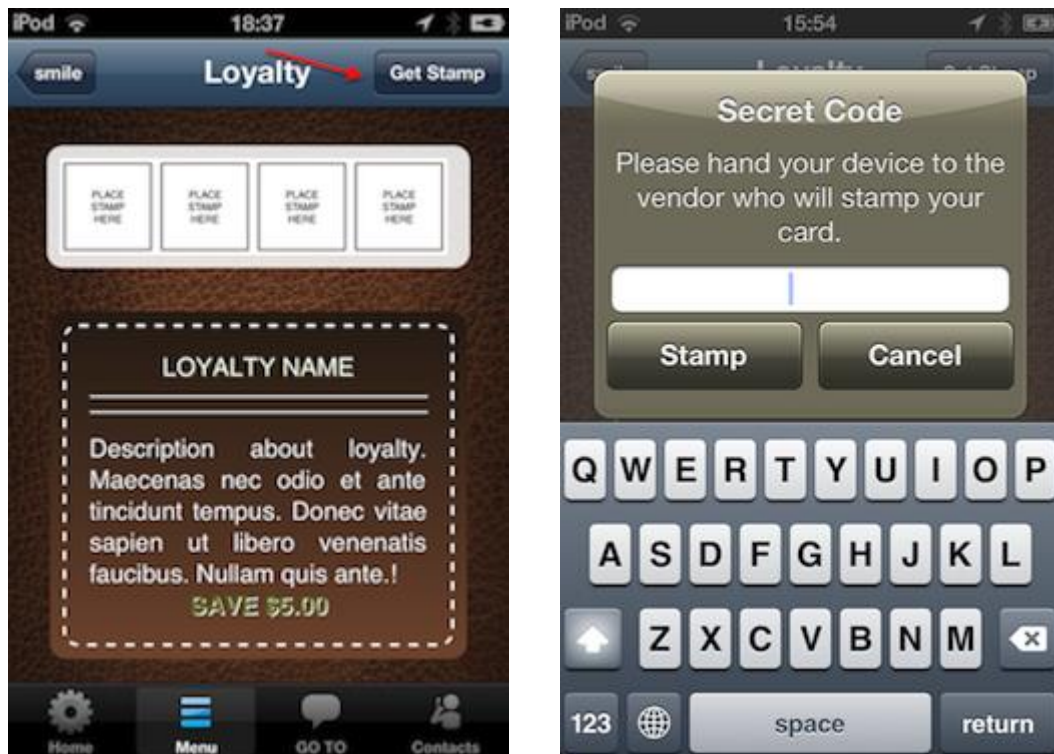 iPod 18:37
smile Loyalty Get Stamp
PLACE STAMP HERE
PLACE STAMP HERE
PLACE STAMP HERE
PLACE STAMP HERE
LOYALTY NAME
Description about loyalty.
Maecenas nec odio et ante
tincidunt tempus. Donec vitae
sapien ut libero venenatis
faucibus. Nullam quis ante.!
SAVE $5.00
Home Menu GO TO Contacts
iPod 15:54
Secret Code
Please hand your device to the
vendor who will stamp your
card.
Stamp Cancel
Q W E R T Y U I O P
A S D F G H J K L
Z X C V B N M
123 space return